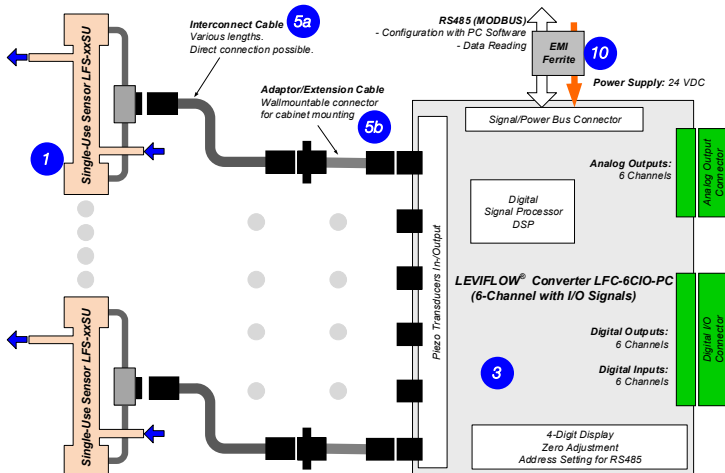 Single-Use Sensor LFS-xxSU
1
Interconnect Cable
Various lengths.
Direct connection possible.
5a
Adaptor/Extension Cable
Wallmountable connector
for cabinet mounting
5b
RS485 (MODBUS)
- Configuration with PC Software
- Data Reading
EMI
Ferrite
10
Power Supply: 24 VDC
Signal/Power Bus Connector
Piezo Transducers In-/Output
Digital
Signal Processor
DSP
Analog Outputs:
6 Channels
Analog Output
Connector
LEVIFLOW® Converter LFC-6CIO-PC
(6-Channel with I/O Signals)
Digital Outputs:
6 Channels
Digital Inputs:
6 Channels
Digital I/O
Connector
3
4-Digit Display
Zero Adjustment
Address Setting for RS485
Single-Use Sensor LFS-xxSU